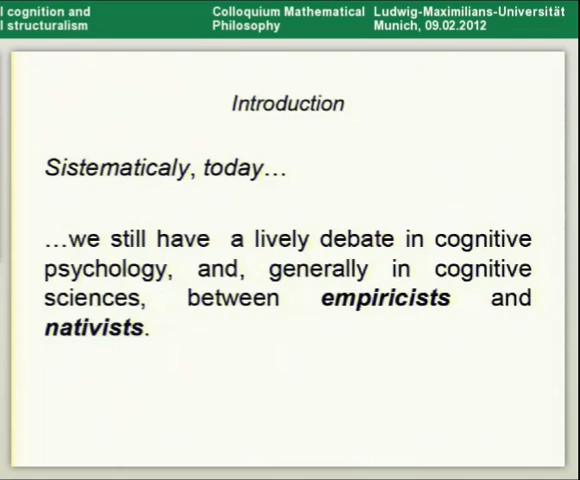 l cognition and
l structuralism
Colloquium Mathematical
Philosophy
Ludwig-Maximilians-Universität
Munich, 09.02.2012
Introduction
Sistematicaly, today…
…we still have a lively debate in cognitive
psychology, and, generally in cognitive
sciences, between empiricists and
nativists.